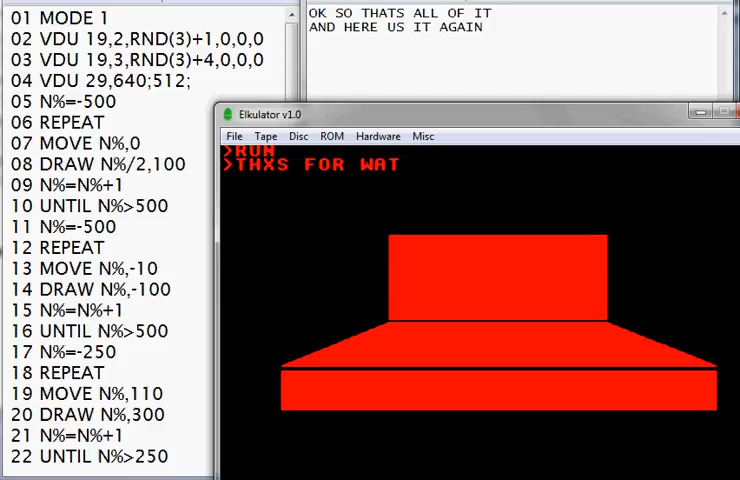 01 MODE 1
02 VDU 19,2,RND(3)+1,0,0,0
03 VDU 19,3,RND(3)+4,0,0,0
04 VDU 29,640;512;
05 N%=-500
06 REPEAT
07 MOVE N%,0
08 DRAW N%/2,100
09 N%=N%+1
10 UNTIL N%>500
11 N%=-500
12 REPEAT
13 MOVE N%,-10
14 DRAW N%,-100
15 N%=N%+1
16 UNTIL N%>500
17 N%=-250
18 REPEAT
19 MOVE N%,110
20 DRAW N%,300
21 N%=N%+1
22 UNTIL N%>250
OK SO THATS ALL OF IT
AND HERE US IT AGAIN
Elkulator v1.0
File Tape Disc ROM Hardware Misc
>RUN
>THXS FOR WAT